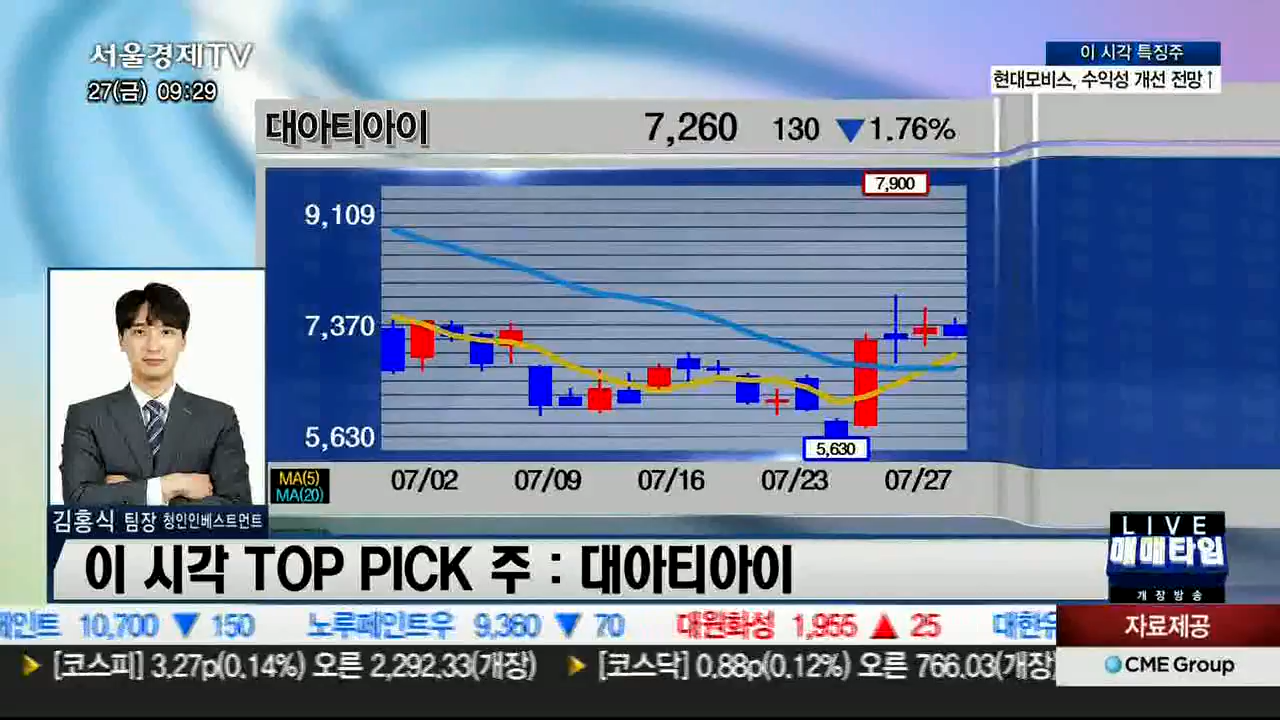 서울경제TV
27(금) 09:29
이 시각 특징주
현대모비스, 수익성 개선 전망↑
대아티아이 7,260 130 ▼1.76%
7,900
9,109
7,370
5,630
5,630
MA(5)
MA(20)
07/02 07/09 07/16 07/23 07/27
김홍식 팀장 청인인베스트먼트
이 시각 TOP PICK 주 : 대아티아이
LIVE
매매타임
개장방송
페인트 10,700 ▼ 150 노루페인트우 9,360 ▼ 70 대원화성 1,955 ▲ 25 대현
자료제공
[코스피] 3.27p(0.14%) 오른 2,292.33(개장) [코스닥] 0.88p(0.12%) 오른 766.03(개장)
CME Group